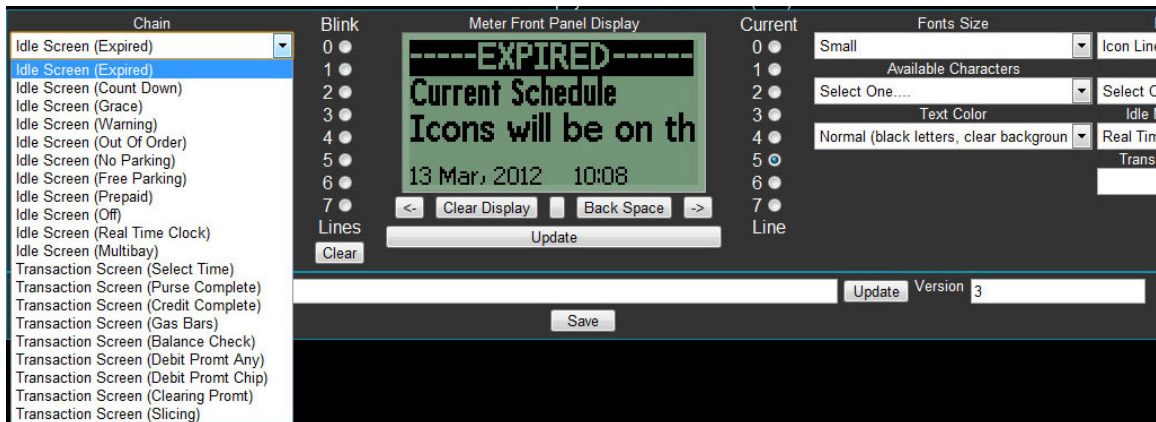 Chain
Idle Screen (Expired)
Idle Screen (Expired)
Idle Screen (Count Down)
Idle Screen (Grace)
Idle Screen (Warning)
Idle Screen (Out Of Order)
Idle Screen (No Parking)
Idle Screen (Free Parking)
Idle Screen (Prepaid)
Idle Screen (Off)
Idle Screen (Real Time Clock)
Idle Screen (Multibay)
Transaction Screen (Select Time)
Transaction Screen (Purse Complete)
Transaction Screen (Credit Complete)
Transaction Screen (Gas Bars)
Transaction Screen (Balance Check)
Transaction Screen (Debit Promt Any)
Transaction Screen (Debit Promt Chip)
Transaction Screen (Clearing Promt)
Transaction Screen (Slicing)
Blink
0
1
2
3
4
5
6
7
Lines
Clear
Meter Front Panel Display
-----EXPIRED------
Current Schedule
Icons will be on th
13 Mar, 2012 10:08
<- Clear Display Back Space ->
Update
Current
0
1
2
3
4
5
6
7
Line
Fonts Size
Small
Available Characters
Select One....
Text Color
Normal (black letters, clear backgroun
Icon Line
Select
Idle
Real Tim
Trans
Update Version 3
Save